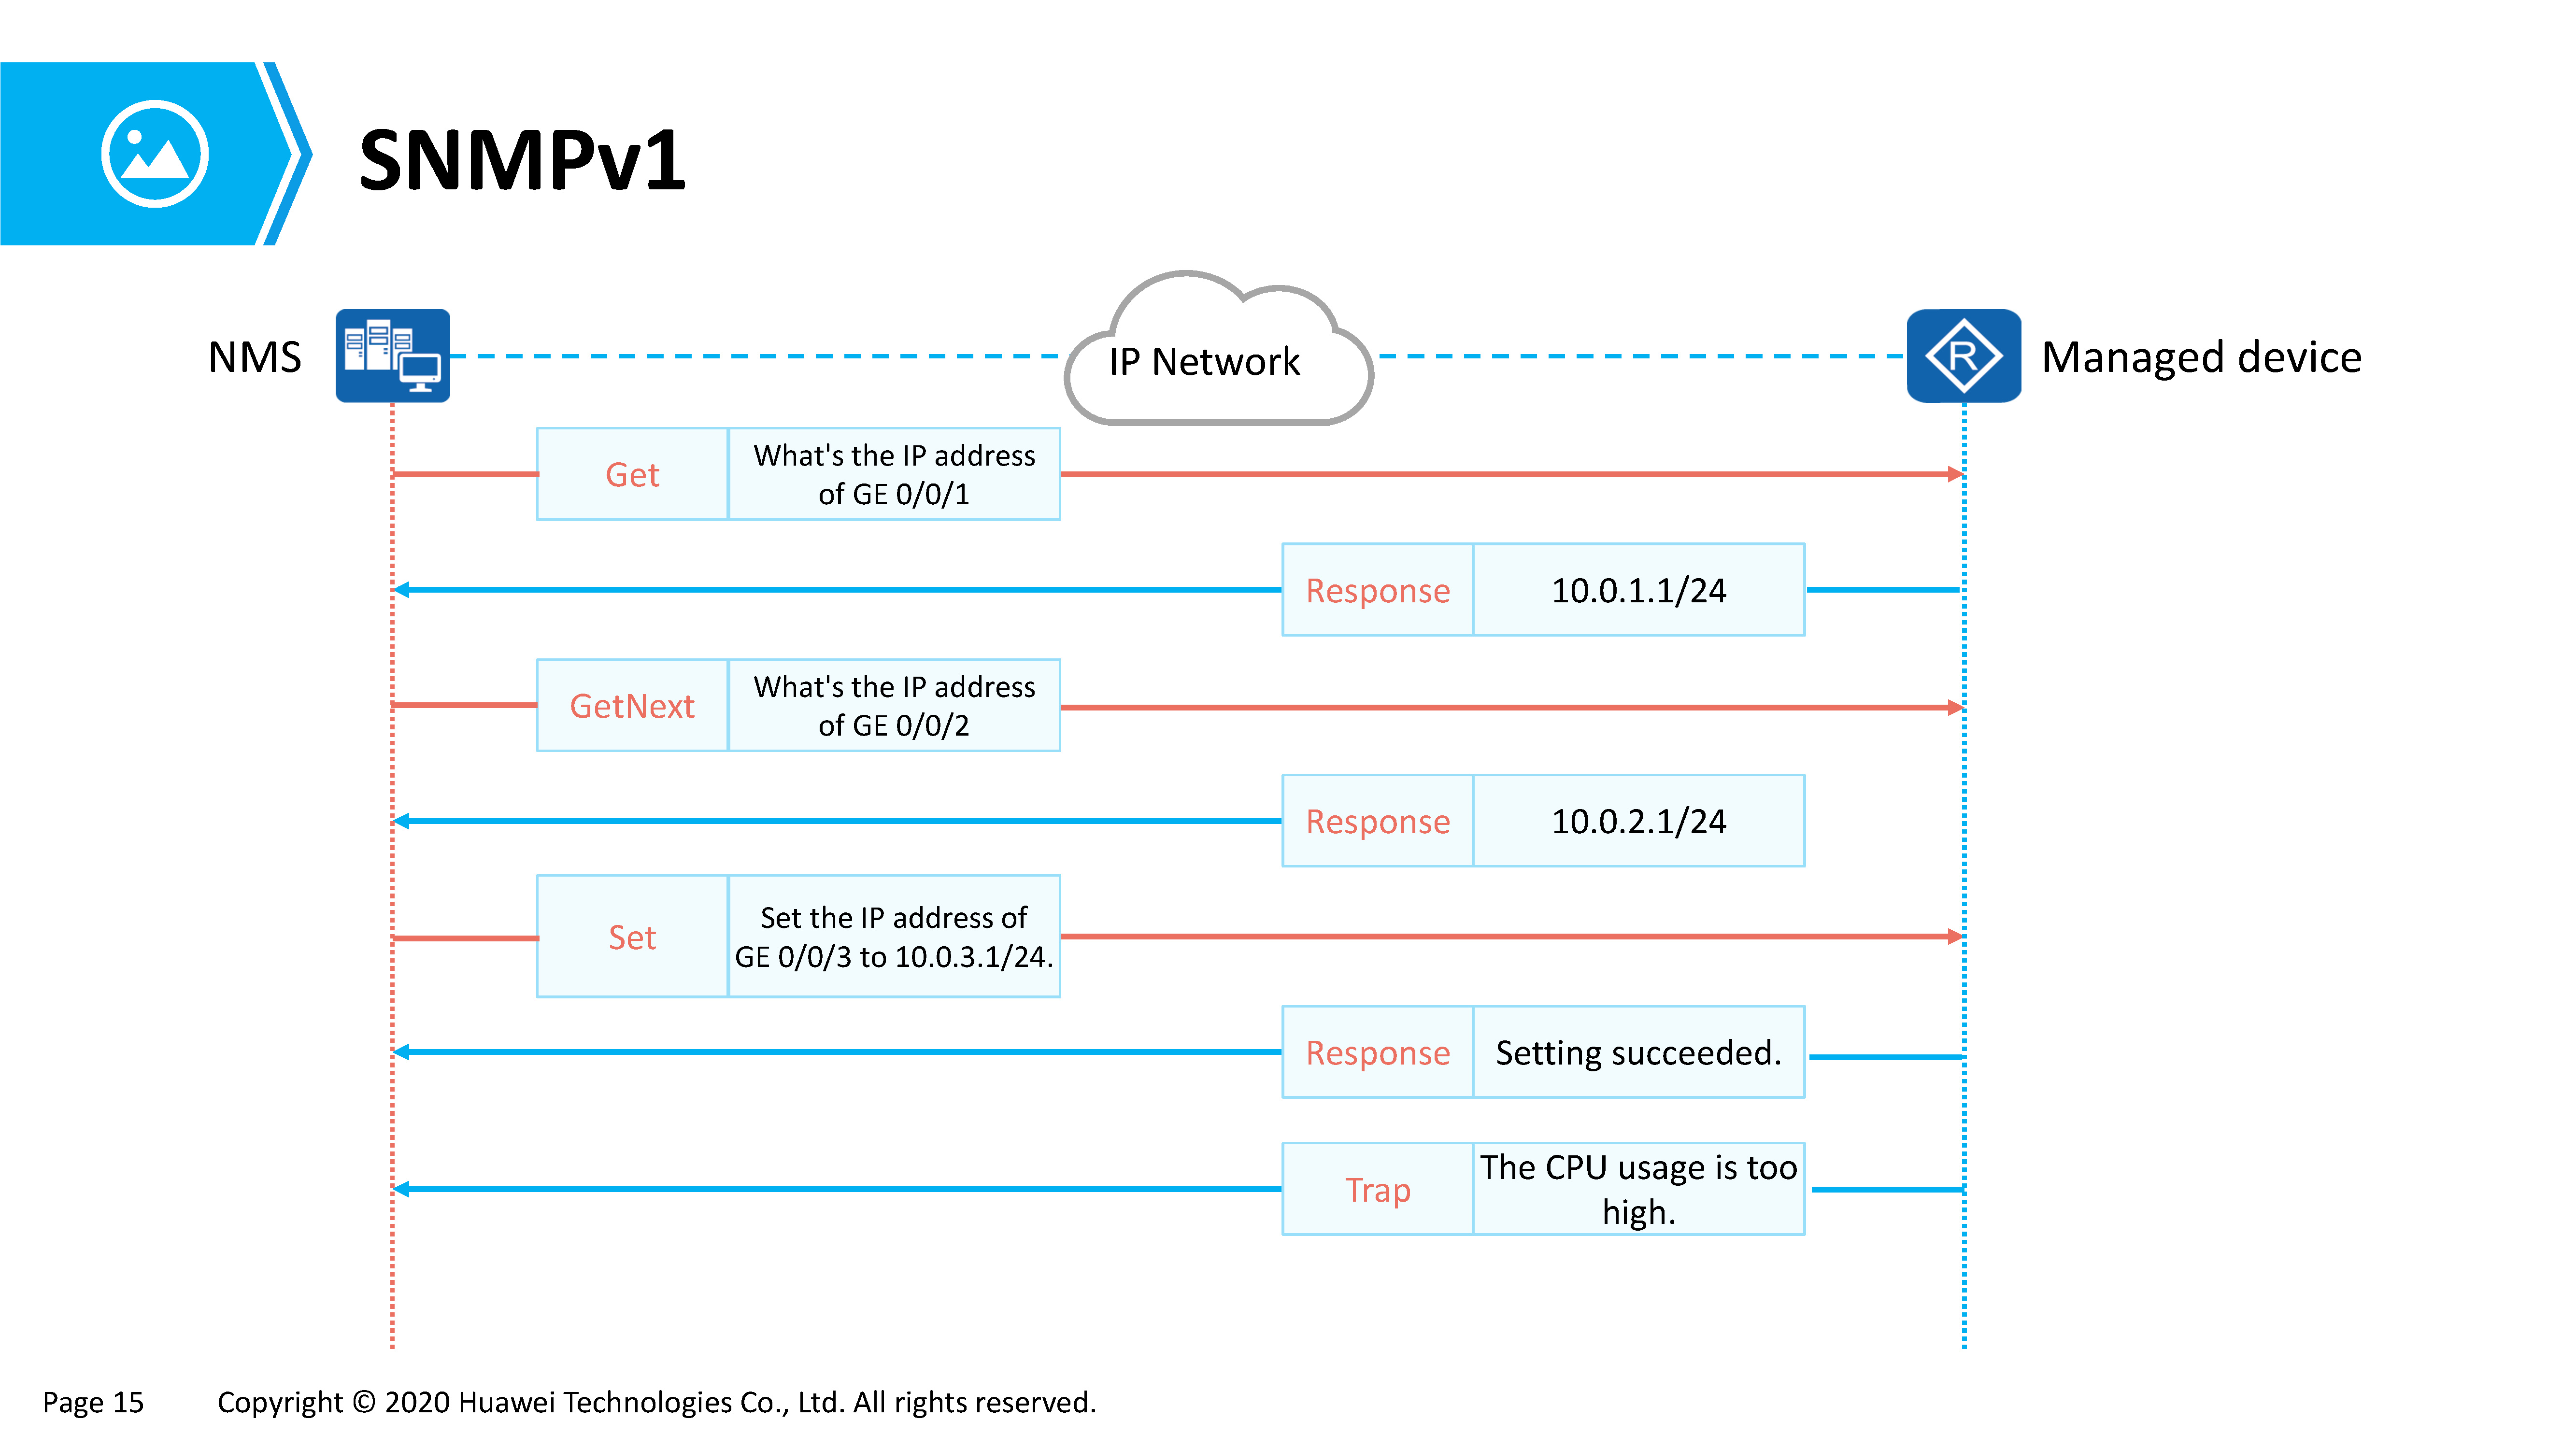 SNMPv1
NMS
IP Network
R
Managed device
Get
What's the IP address
of GE 0/0/1
Response
10.0.1.1/24
GetNext
What's the IP address
of GE 0/0/2
Response
10.0.2.1/24
Set
Set the IP address of
GE 0/0/3 to 10.0.3.1/24.
Response
Setting succeeded.
Trap
The CPU usage is too
high.
Page 15
Copyright © 2020 Huawei Technologies Co., Ltd. All rights reserved.